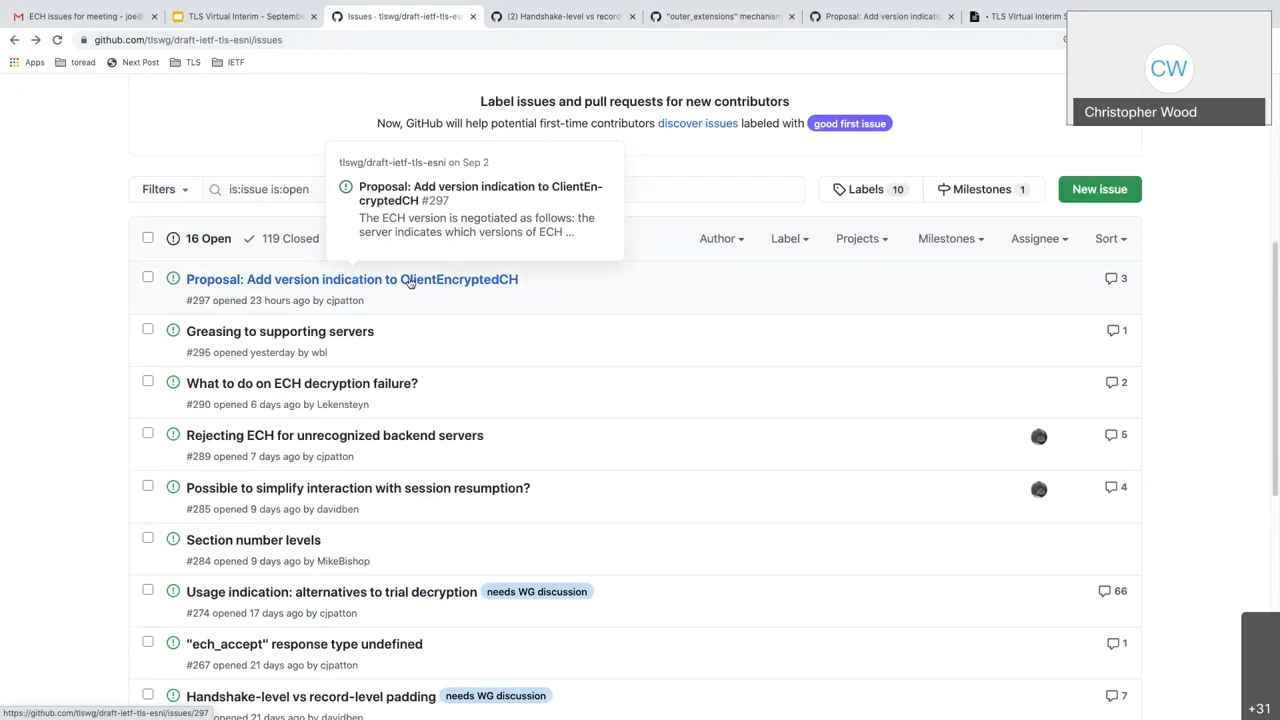 ECH issues for meeting - joe@
TLS Virtual Interim - Septembe
Issues · tlswg/draft-ietf-tls-es
(2) Handshake-level vs record
"outer_extensions" mechanism
Proposal: Add version indicatio
• TLS VIrtual Interim S
github.com/tlswg/draft-ietf-tls-esni/issues
Apps toread Next Post TLS IETF
CW
Christopher Wood
Label issues and pull requests for new contributors
Now, GitHub will help potential first-time contributors discover issues labeled with good first issue
tlswg/draft-ietf-tls-esni on Sep 2
Proposal: Add version indication to ClientEn-
cryptedCH #297
The ECH version is negotiated as follows: the
server indicates which versions of ECH ...
Filters is:issue is:open Labels 10 Milestones 1 New issue
16 Open 119 Closed Author Label Projects Milestones Assignee Sort
Proposal: Add version indication to ClientEncryptedCH 3
#297 opened 23 hours ago by cjpatton
Greasing to supporting servers 1
#295 opened yesterday by wbl
What to do on ECH decryption failure? 2
#290 opened 6 days ago by Lekensteyn
Rejecting ECH for unrecognized backend servers 5
#289 opened 7 days ago by cjpatton
Possible to simplify interaction with session resumption? 4
#285 opened 9 days ago by davidben
Section number levels
#284 opened 9 days ago by MikeBishop
Usage indication: alternatives to trial decryption needs WG discussion 66
#274 opened 17 days ago by cjpatton
"ech_accept" response type undefined 1
#267 opened 21 days ago by cjpatton
Handshake-level vs record-level padding needs WG discussion 7
opened 21 days ago by davidben
https://github.com/tlswg/draft-ietf-tls-esni/issues/297
+31